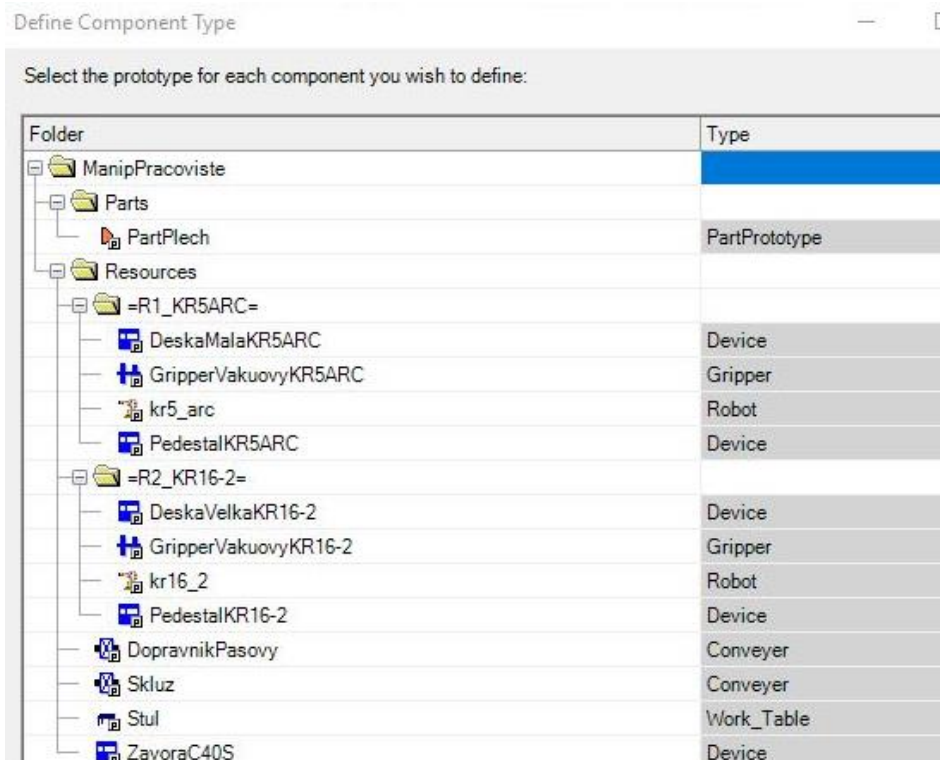 Define Component Type
Select the prototype for each component you wish to define:
Folder Type
ManipPracoviste
Parts
PartPlech PartPrototype
Resources
=R1_KR5ARC=
DeskaMalaKR5ARC Device
GripperVakuovyKR5ARC Gripper
kr5_arc Robot
PedestalKR5ARC Device
=R2_KR16-2=
DeskaVelkaKR16-2 Device
GripperVakuovyKR16-2 Gripper
kr16_2 Robot
PedestalKR16-2 Device
DopravnikPasovy Conveyer
Skluz Conveyer
Stul Work_Table
ZavoraC40S Device